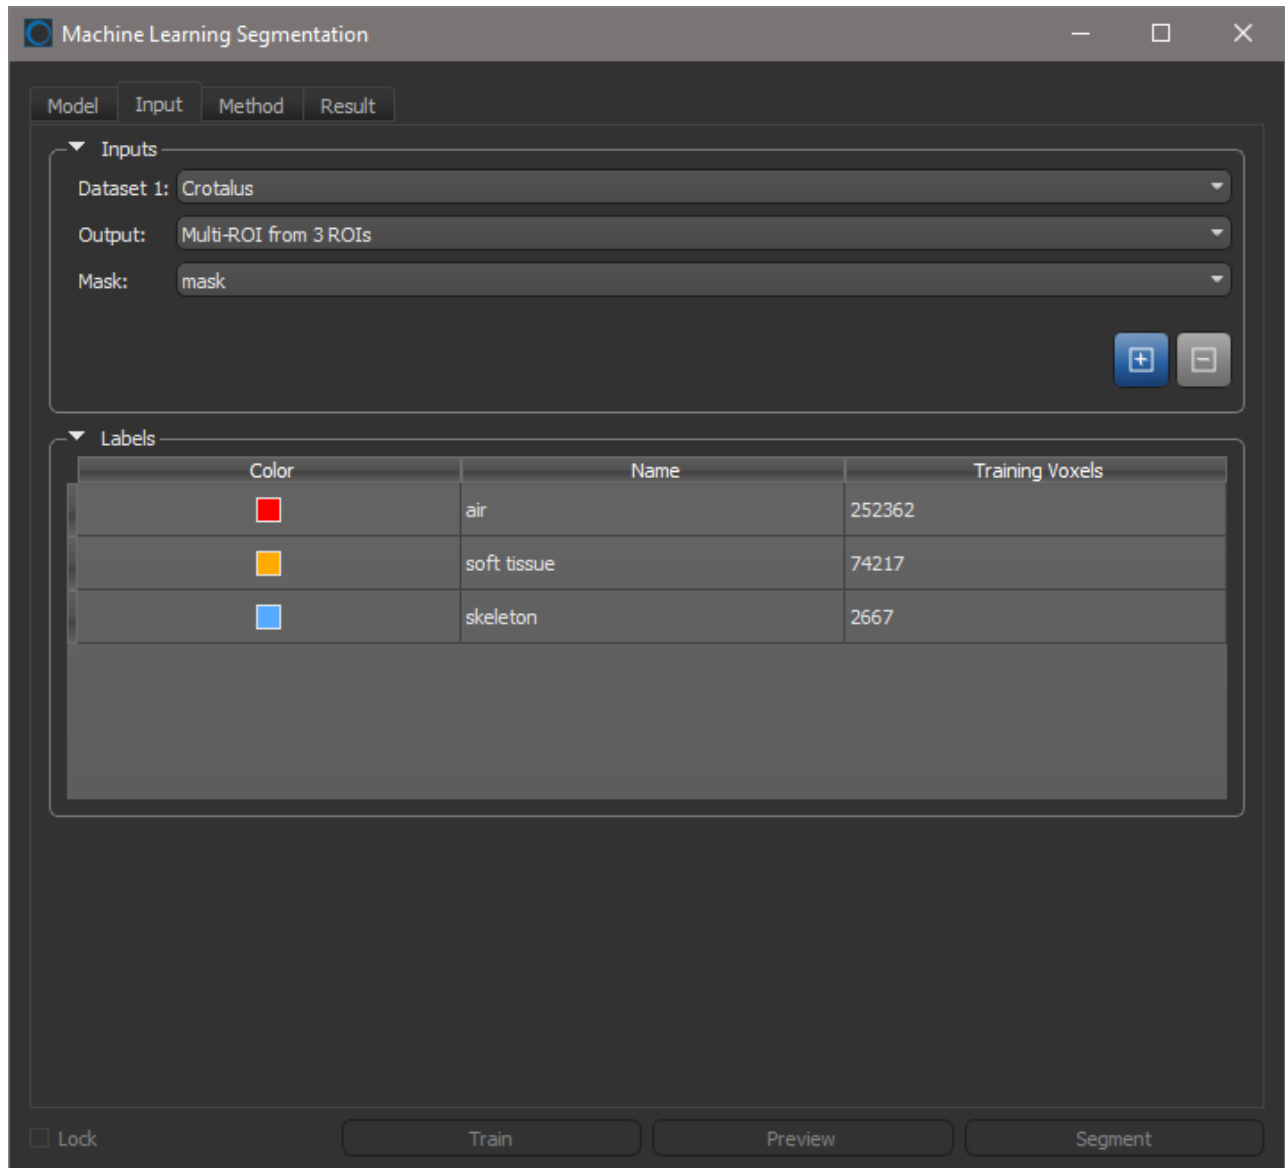 Machine Learning Segmentation
Model Input Method Result
Inputs
Dataset 1: Crotalus
Output: Multi-ROI from 3 ROIs
Mask: mask
Labels
Color Name Training Voxels
air 252362
soft tissue 74217
skeleton 2667
Lock Train Preview Segment